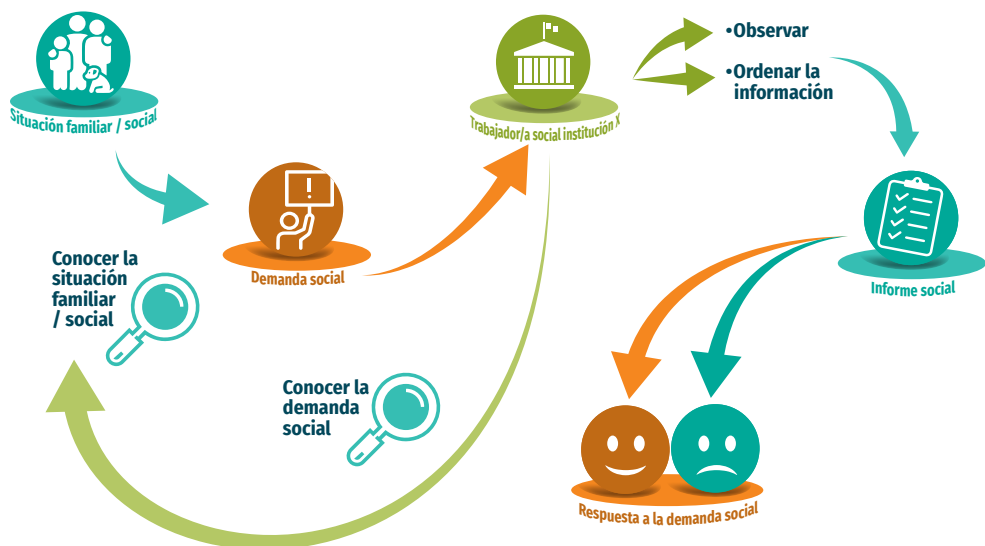 Situación familiar / social
Trabajador/a social institución X
•Observar
•Ordenar la
información
Demanda social
Conocer la
situación
familiar
/ social
Informe social
Conocer la
demanda
social
Respuesta a la demanda social